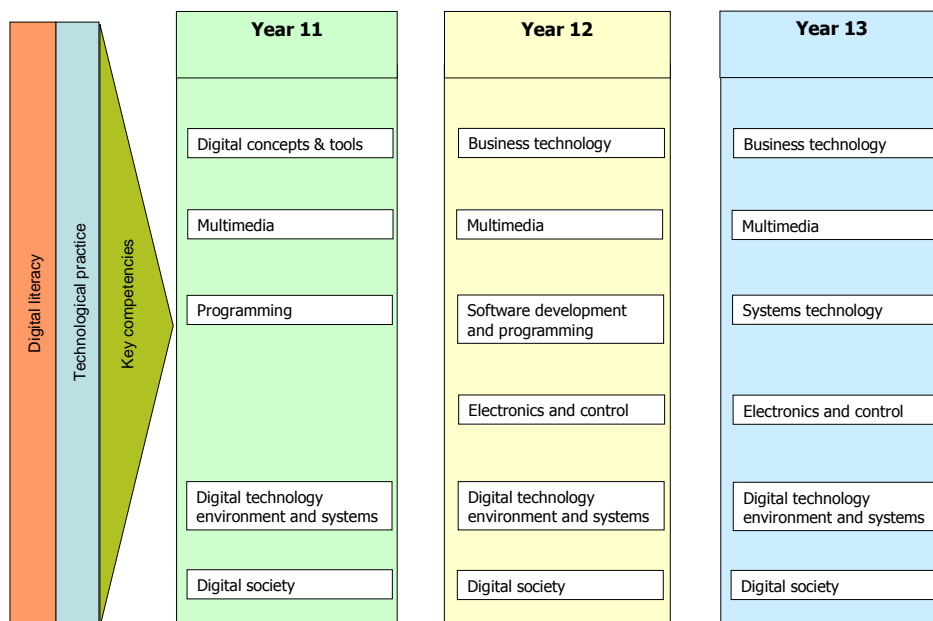 Digital literacy
Technological practice
Key competencies
Year 11
Digital concepts & tools
Multimedia
Programming
Digital technology
environment and systems
Digital society
Year 12
Business technology
Multimedia
Software development
and programming
Electronics and control
Digital technology
environment and systems
Digital society
Year 13
Business technology
Multimedia
Systems technology
Electronics and control
Digital technology
environment and systems
Digital society